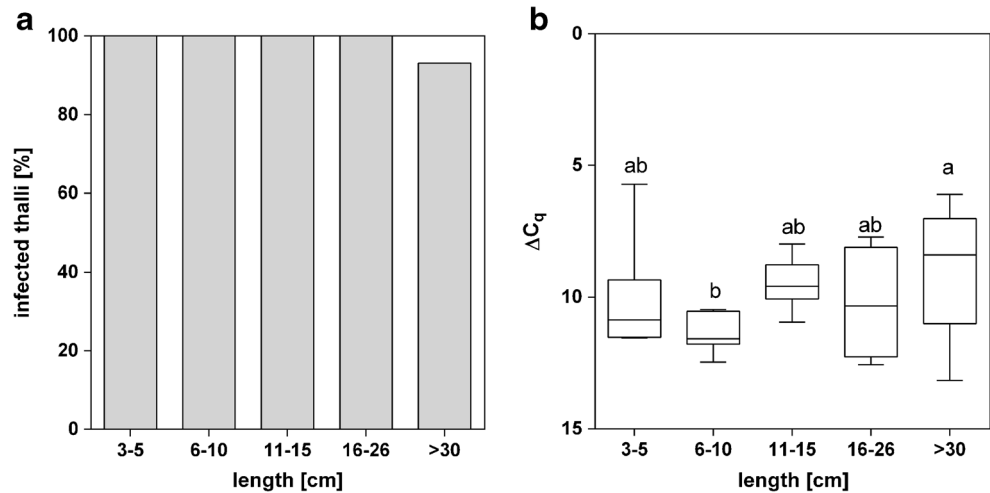 a
100
80
60
40
20
0
infected thalli [%]
3-5 6-10 11-15 16-26 >30
length [cm]
b
0
5
10
15
ΔCq
ab
b
ab
ab
a
3-5 6-10 11-15 16-26 >30
length [cm]